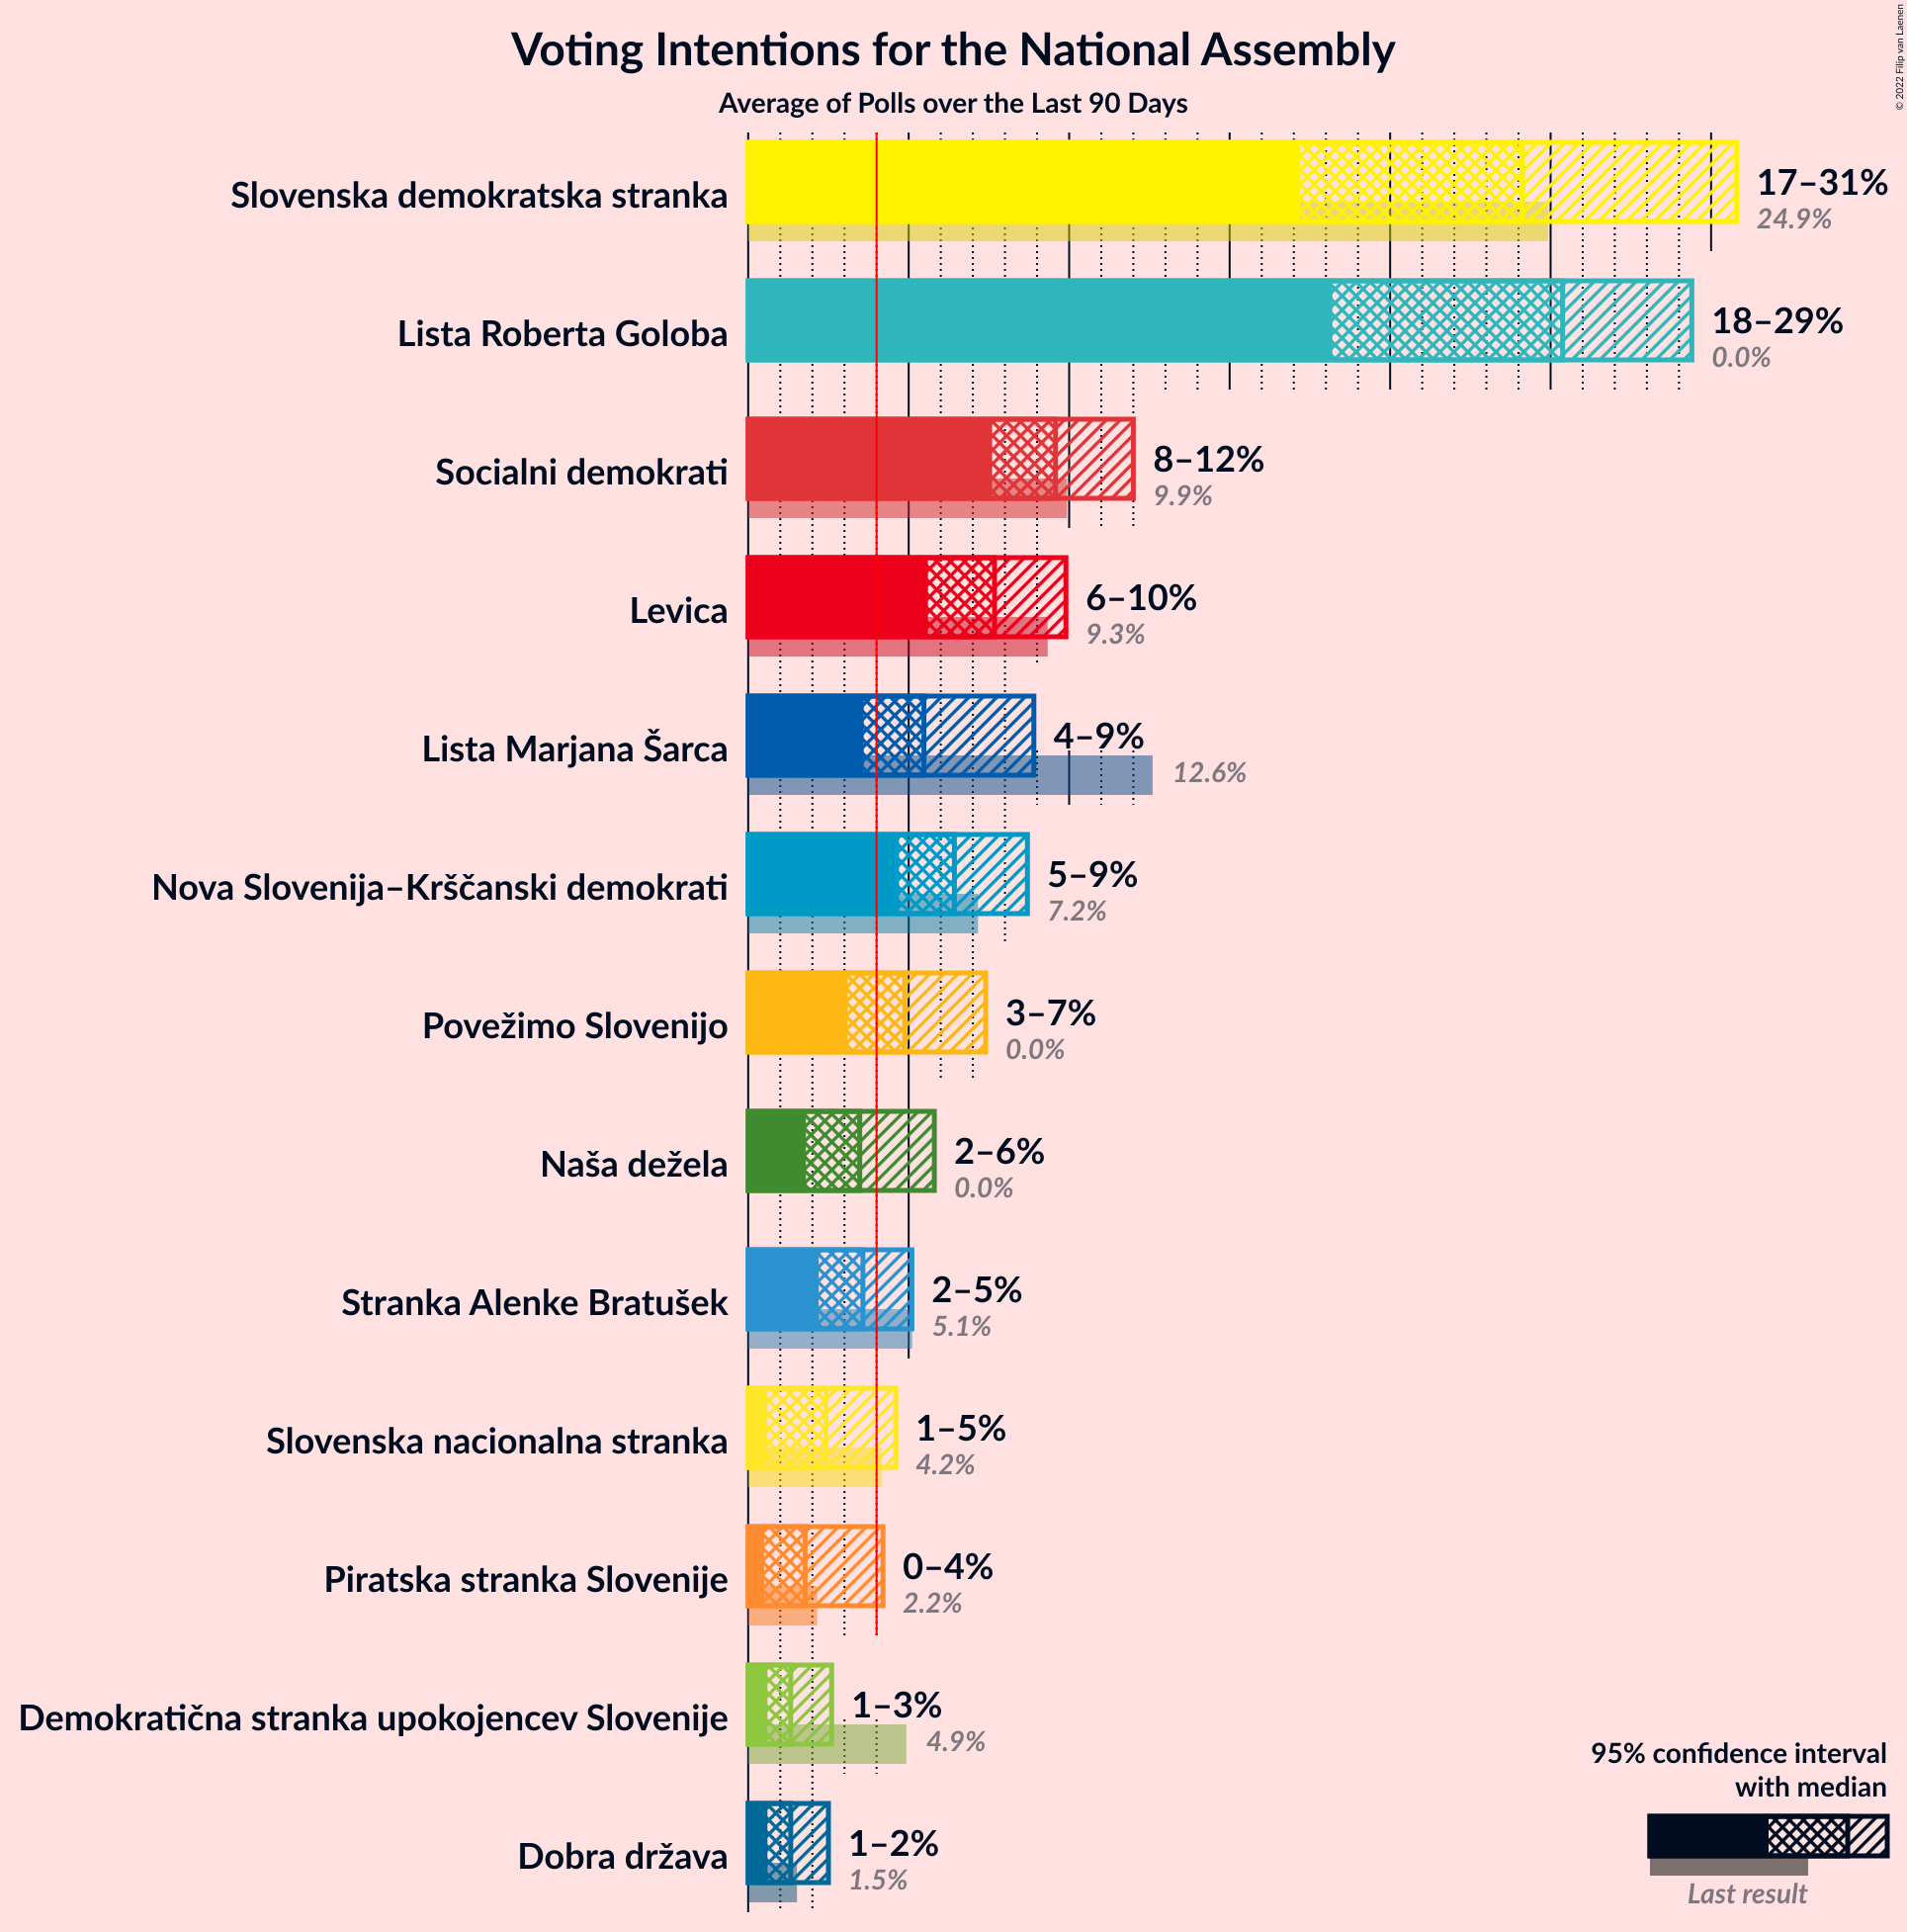 Voting Intentions for the National Assembly
Average of Polls over the Last 90 Days
© 2022 Filip van Laenen
Slovenska demokratska stranka
17–31%
24.9%
Lista Roberta Goloba
18–29%
0.0%
Socialni demokrati
8–12%
9.9%
Levica
6–10%
9.3%
Lista Marjana Šarca
4–9%
12.6%
Nova Slovenija–Krščanski demokrati
5–9%
7.2%
Povežimo Slovenijo
3–7%
0.0%
Naša dežela
2–6%
0.0%
Stranka Alenke Bratušek
2–5%
5.1%
Slovenska nacionalna stranka
1–5%
4.2%
Piratska stranka Slovenije
0–4%
2.2%
Demokratična stranka upokojencev Slovenije
1–3%
4.9%
Dobra država
1–2%
1.5%
95% confidence interval
with median
Last result